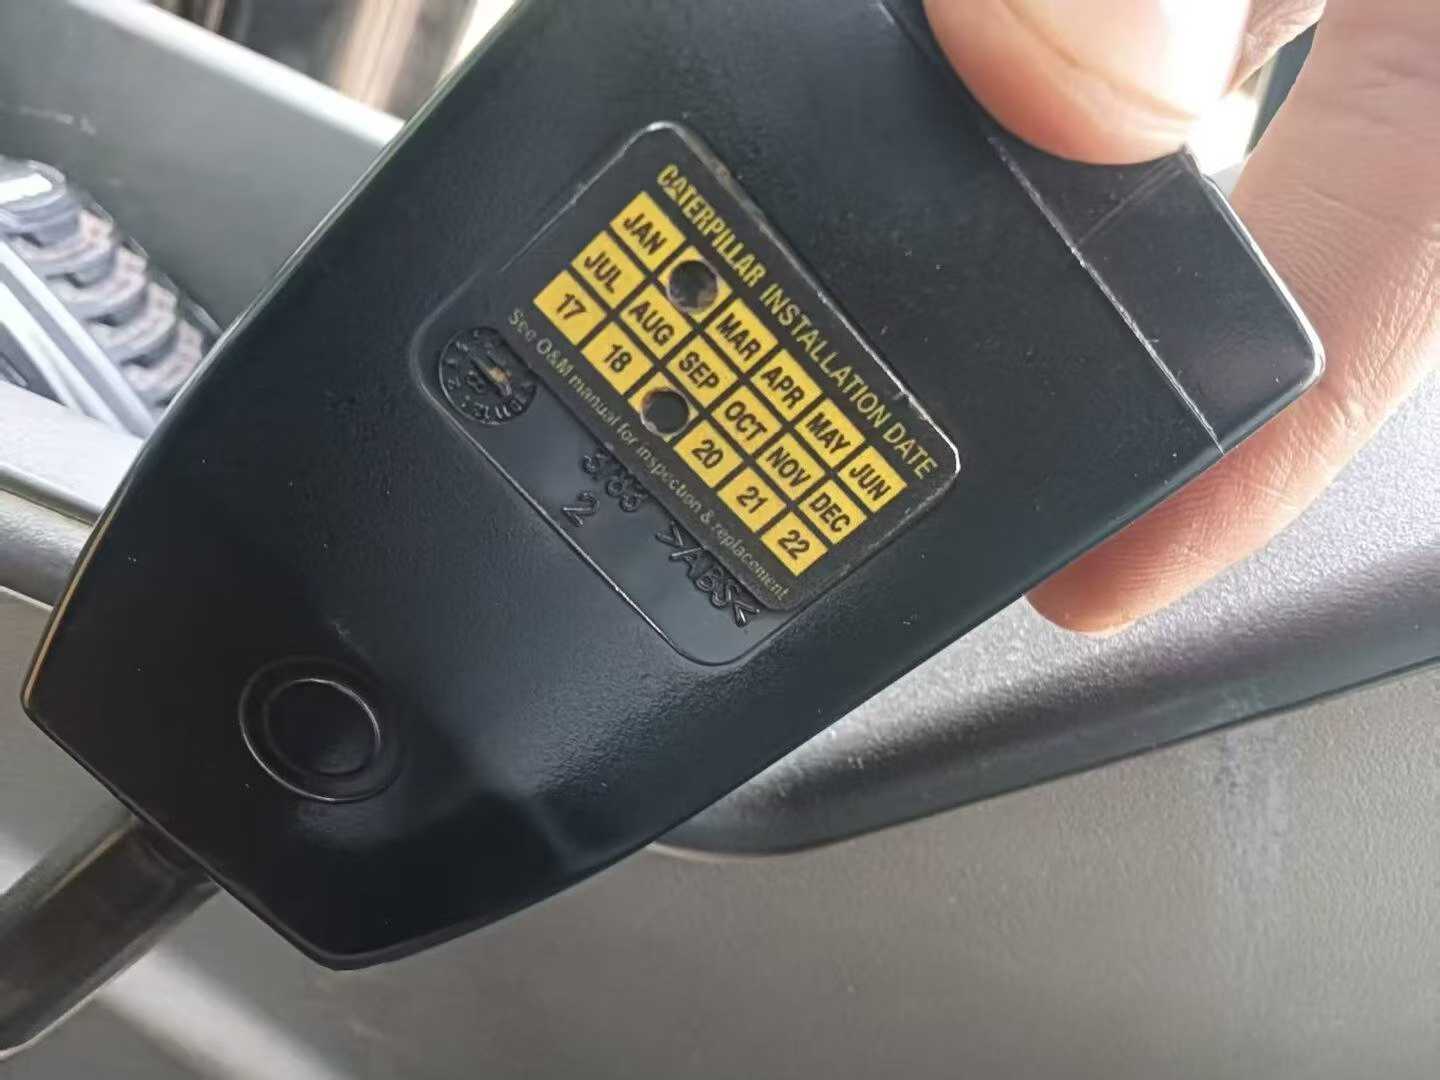 CATERPILLAR INSTALLATION DATE
JAN MAR APR MAY JUN
JUL AUG SEP OCT NOV DEC
17 18 20 21 22
See O&M manual for inspection & replacement
>ABS<
2